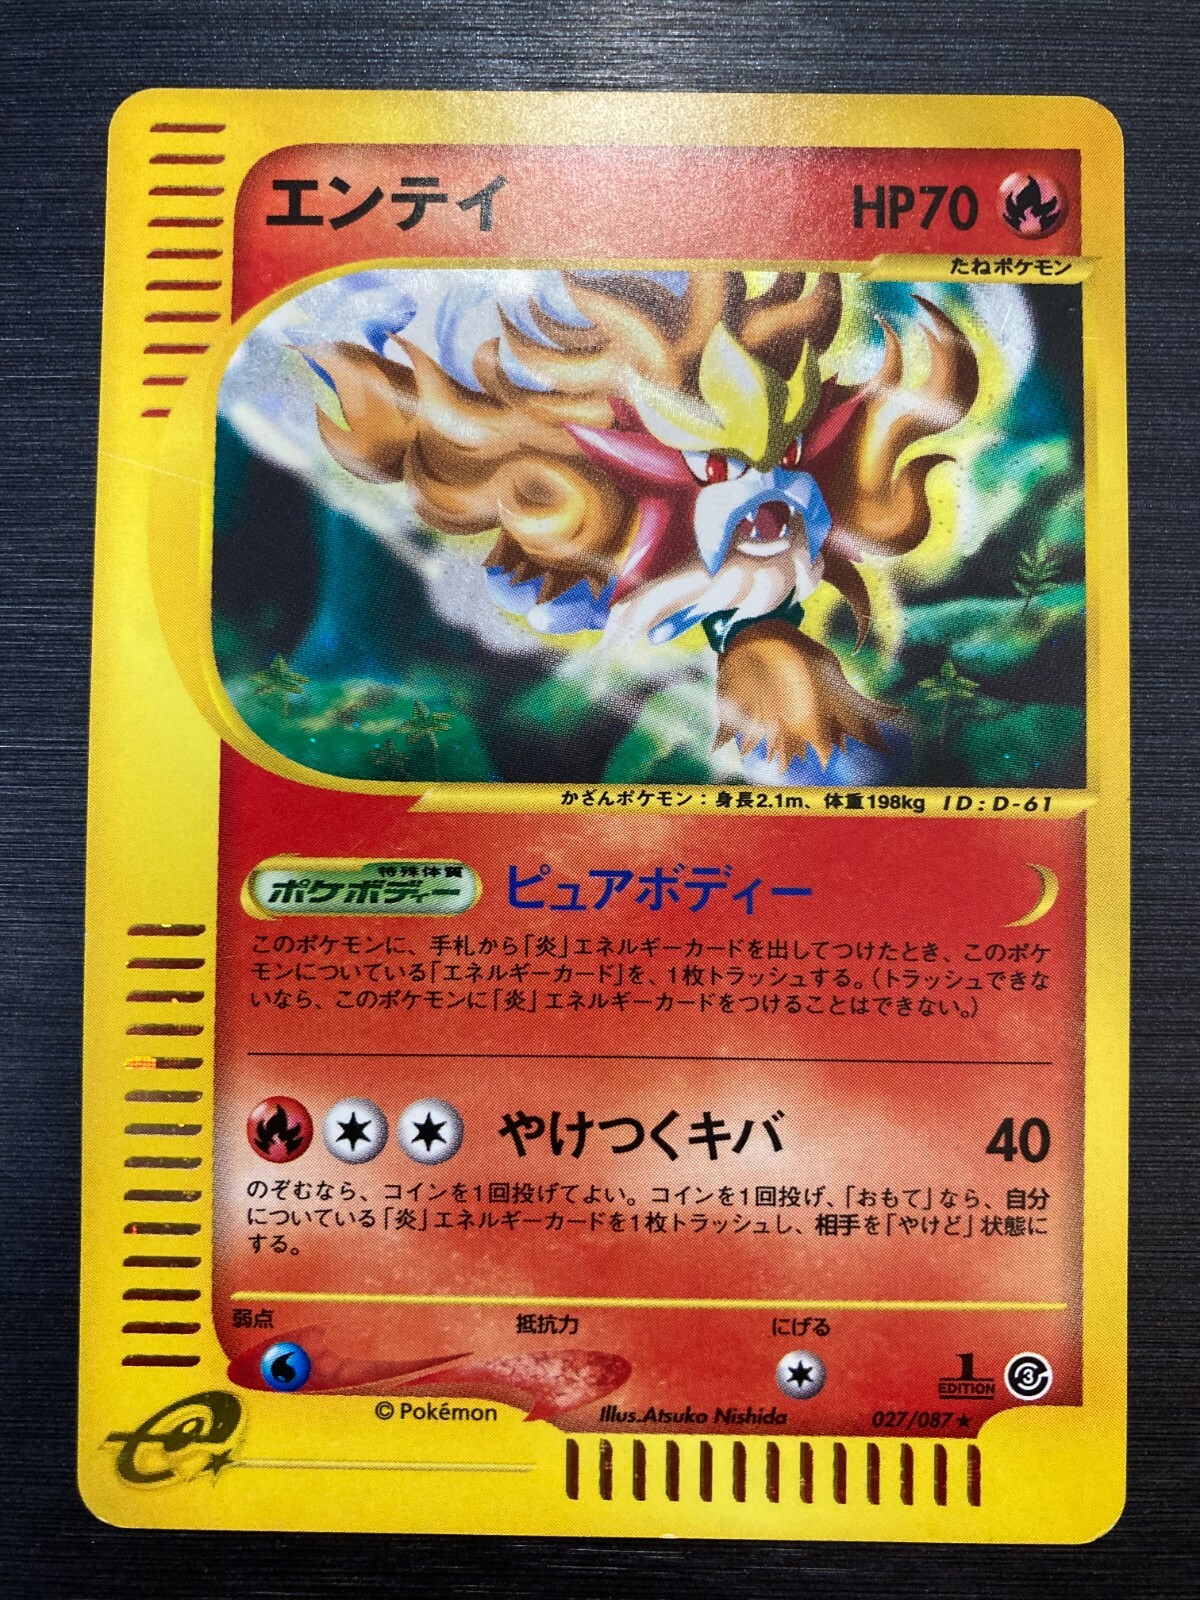 エンテイ HP70
たねポケモン
かざんポケモン：身長2.1m、体重198kg ID:D-61
特殊体質
ポケボディー ピュアボディー
このポケモンに、手札から「炎」エネルギーカードを出してつけたとき、このポケ
モンについている「エネルギーカード」を、1枚トラッシュする。（トラッシュできな
いなら、このポケモンに「炎」エネルギーカードをつけることはできない。）
やけつくキバ 40
のぞむなら、コインを1回投げてよい。コインを1回投げ、「おもて」なら、自分
についている「炎」エネルギーカードを1枚トラッシュし、相手を「やけど」状態に
する。
弱点 抵抗力 にげる
1
EDITION
3
© Pokémon Illus.Atsuko Nishida 027/087★
e